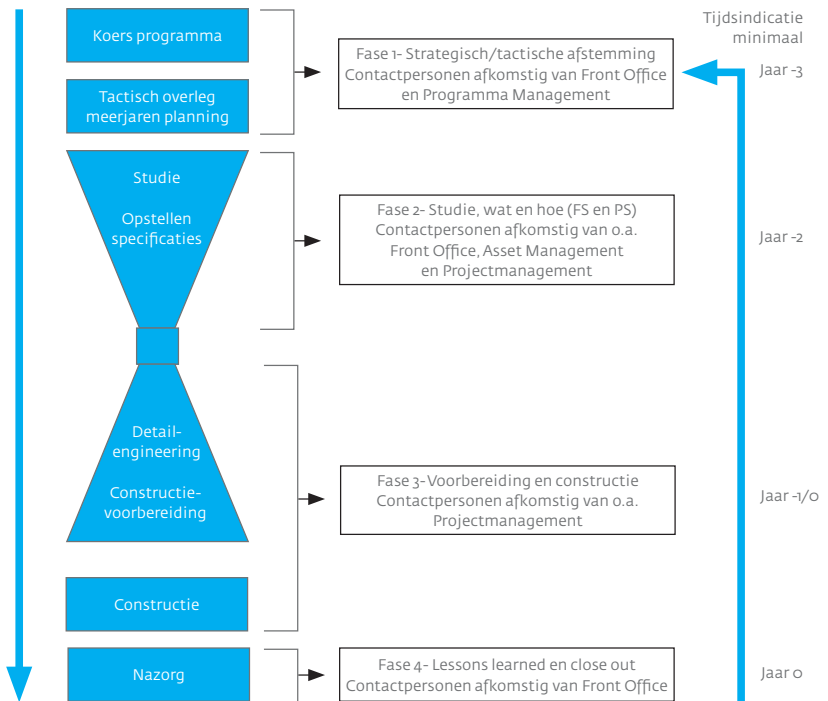 Koers programma
Tactisch overleg
meerjaren planning
Studie
Opstellen
specificaties
Detail-
engineering
Constructie-
voorbereiding
Constructie
Nazorg
Fase 1- Strategisch/tactische afstemming
Contactpersonen afkomstig van Front Office
en Programma Management
Fase 2- Studie, wat en hoe (FS en PS)
Contactpersonen afkomstig van o.a.
Front Office, Asset Management
en Projectmanagement
Fase 3- Voorbereiding en constructie
Contactpersonen afkomstig van o.a.
Projectmanagement
Fase 4- Lessons learned en close out
Contactpersonen afkomstig van Front Office
Tijdsindicatie
minimaal
Jaar -3
Jaar -2
Jaar -1/0
Jaar 0